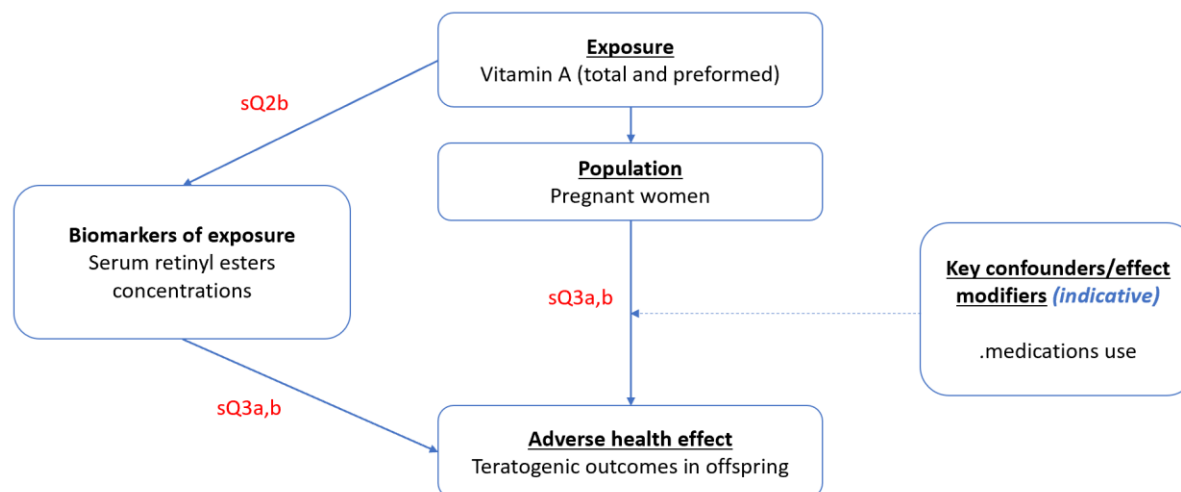 Exposure
Vitamin A (total and preformed)
sQ2b
Population
Pregnant women
Biomarkers of exposure
Serum retinyl esters
concentrations
Key confounders/effect
modifiers (indicative)
.medications use
sQ3a,b
sQ3a,b
Adverse health effect
Teratogenic outcomes in offspring